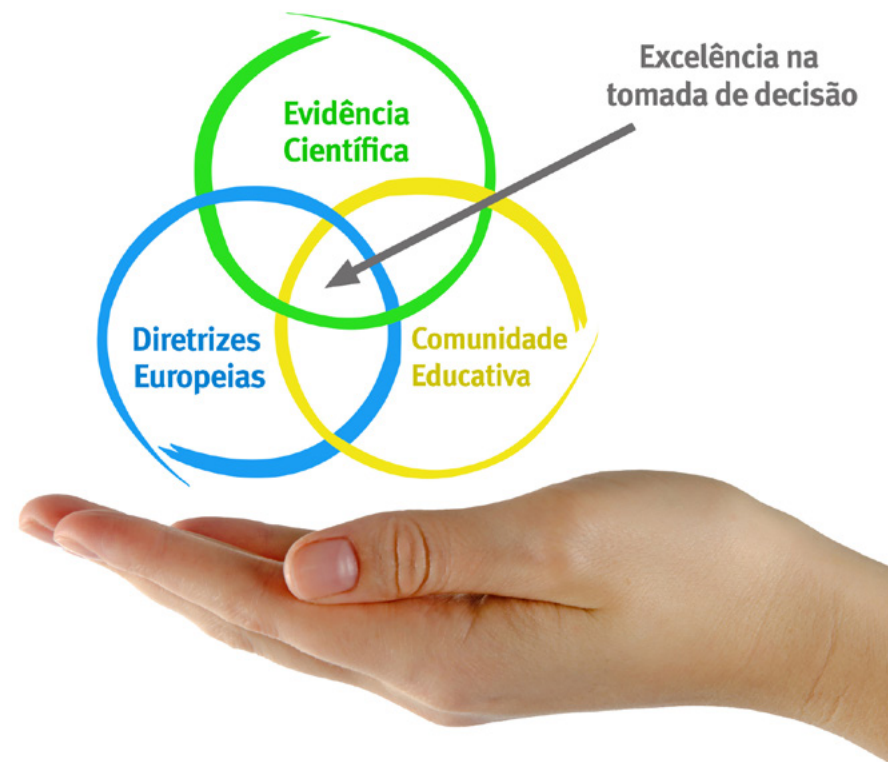 Excelência na
tomada de decisão
Evidência
Científica
Diretrizes
Europeias
Comunidade
Educativa